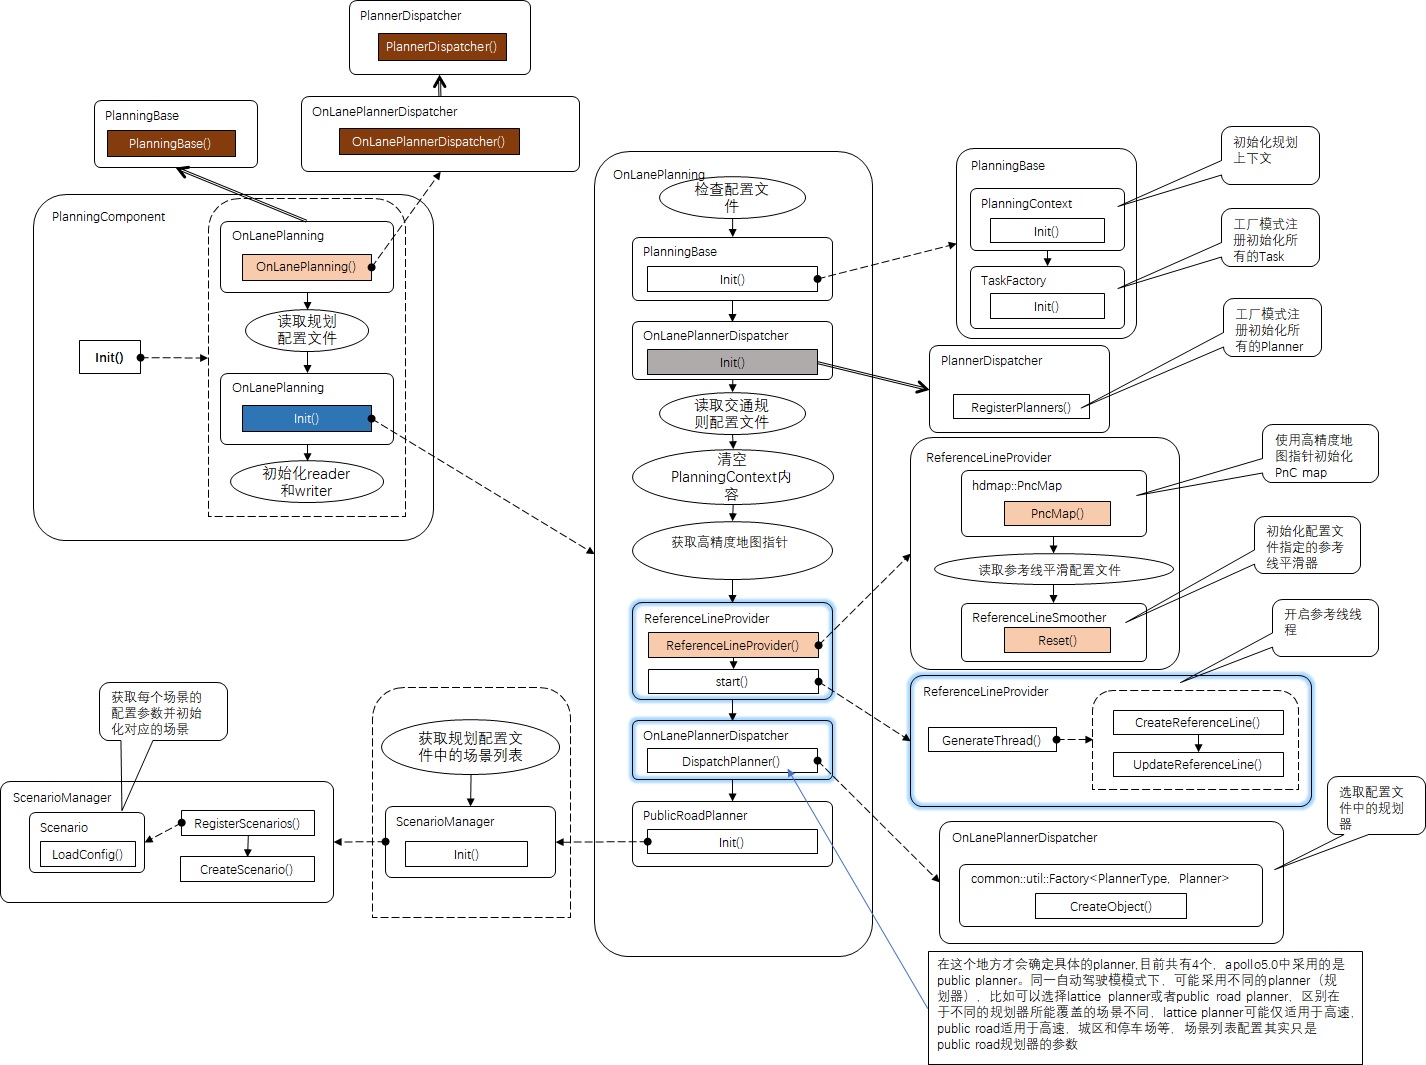 PlannerDispatcher
PlannerDispatcher()
OnLanePlannerDispatcher
OnLanePlannerDispatcher()
PlanningBase
PlanningBase()
PlanningComponent
OnLanePlanning
OnLanePlanning()
读取规划
配置文件
Init()
OnLanePlanning
Init()
初始化reader
和writer
OnLanePlanning
检查配置文
件
PlanningBase
Init()
OnLanePlannerDispatcher
Init()
读取交通规
则配置文件
清空
PlanningContext内
容
获取高精度地图指针
ReferenceLineProvider
ReferenceLineProvider()
start()
OnLanePlannerDispatcher
DispatchPlanner()
PublicRoadPlanner
Init()
PlanningBase
PlanningContext
Init()
TaskFactory
Init()
初始化规划
上下文
工厂模式注
册初始化所
有的Task
工厂模式注
册初始化所
有的Planner
PlannerDispatcher
RegisterPlanners()
ReferenceLineProvider
hdmap::PncMap
PncMap()
读取参考线平滑配置文件
ReferenceLineSmoother
Reset()
使用高精度地
图指针初始化
PnC map
初始化配置文
件指定的参考
线平滑器
开启参考线线
程
ReferenceLineProvider
GenerateThread()
CreateReferenceLine()
UpdateReferenceLine()
选取配置文
件中的规划
器
OnLanePlannerDispatcher
common::util::Factory<PlannerType, Planner>
CreateObject()
获取每个场景的
配置参数并初始
化对应的场景
ScenarioManager
Scenario
LoadConfig()
RegisterScenarios()
CreateScenario()
获取规划配置文
件中的场景列表
ScenarioManager
Init()
在这个地方才会确定具体的planner,目前共有4个，apollo5.0中采用的是
public planner。同一自动驾驶模模式下，可能采用不同的planner（规
划器），比如可以选择lattice planner或者public road planner，区别在
于不同的规划器所能覆盖的场景不同，lattice planner可能仅适用于高速，
public road适用于高速，城区和停车场等，场景列表配置其实只是
public road规划器的参数